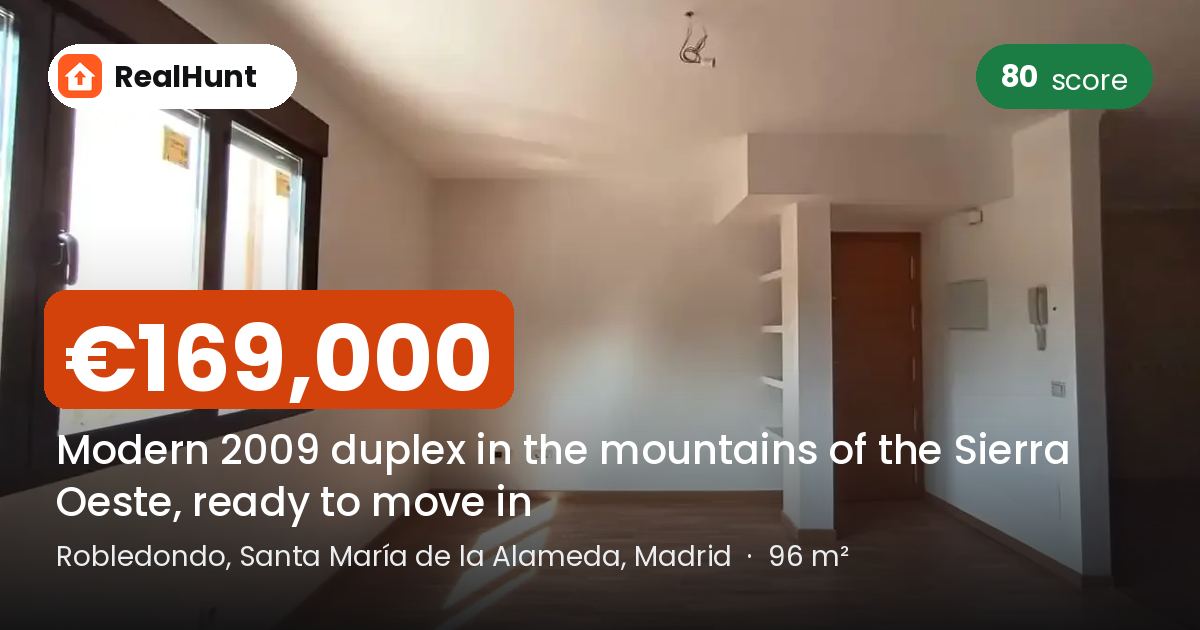 RealHunt
80 score
€169,000
Modern 2009 duplex in the mountains of the Sierra
Oeste, ready to move in
Robledondo, Santa María de la Alameda, Madrid · 96 m²